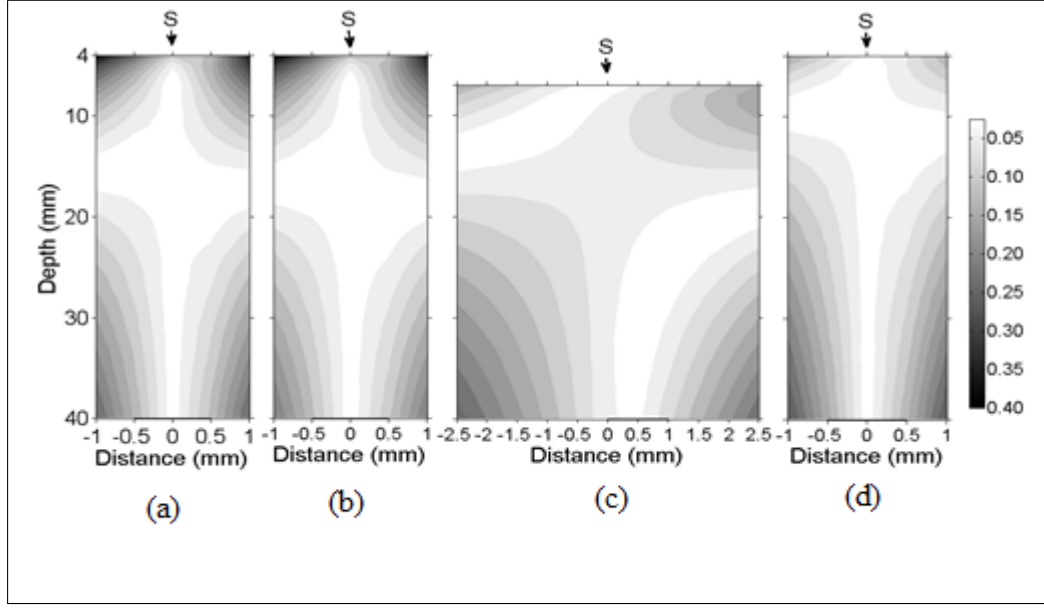 S S S S
4
10
20
30
40
Depth (mm)
-1 -0.5 0 0.5 1
Distance (mm)
(a)
-1 -0.5 0 0.5 1
Distance (mm)
(b)
-2.5 -2 -1.5 -1 -0.5 0 0.5 1 1.5 2 2.5
Distance (mm)
(c)
-1 -0.5 0 0.5 1
Distance (mm)
(d)
0.05
0.10
0.15
0.20
0.25
0.30
0.35
0.40